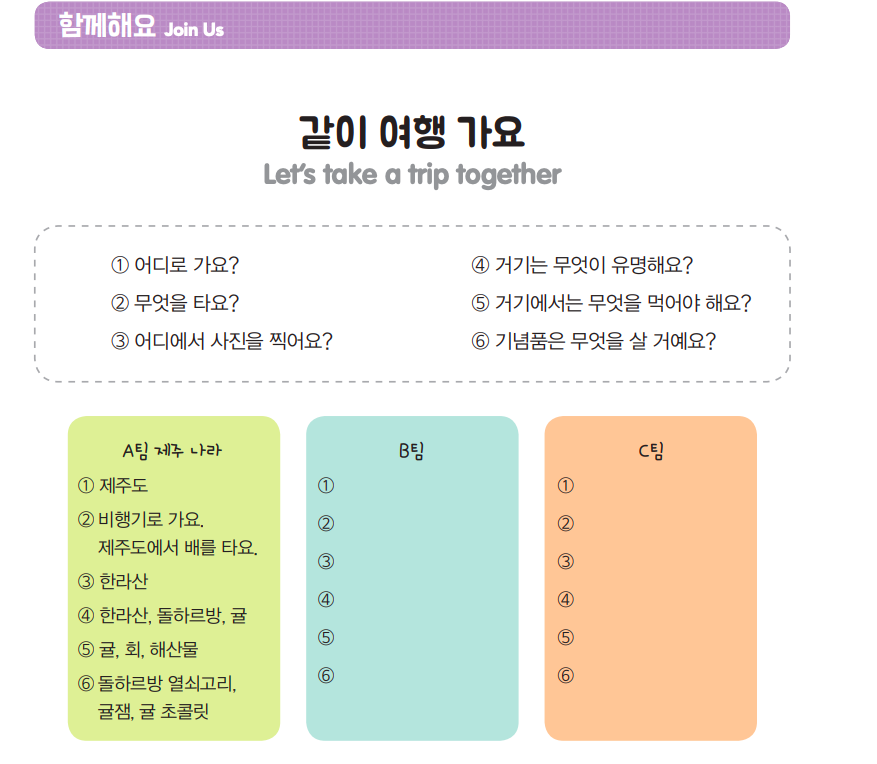 함께해요 Join Us
같이 여행 가요
Let's take a trip together
① 어디로 가요?
② 무엇을 타요?
③ 어디에서 사진을 찍어요?
④ 거기는 무엇이 유명해요?
⑤ 거기에서는 무엇을 먹어야 해요?
⑥ 기념품은 무엇을 살 거예요?
A팀 제주 나라
① 제주도
② 비행기로 가요.
제주도에서 배를 타요.
③ 한라산
④ 한라산, 돌하르방, 귤
⑤ 귤, 회, 해산물
⑥ 돌하르방 열쇠고리,
귤잼, 귤 초콜릿
B팀
①
②
③
④
⑤
⑥
C팀
①
②
③
④
⑤
⑥